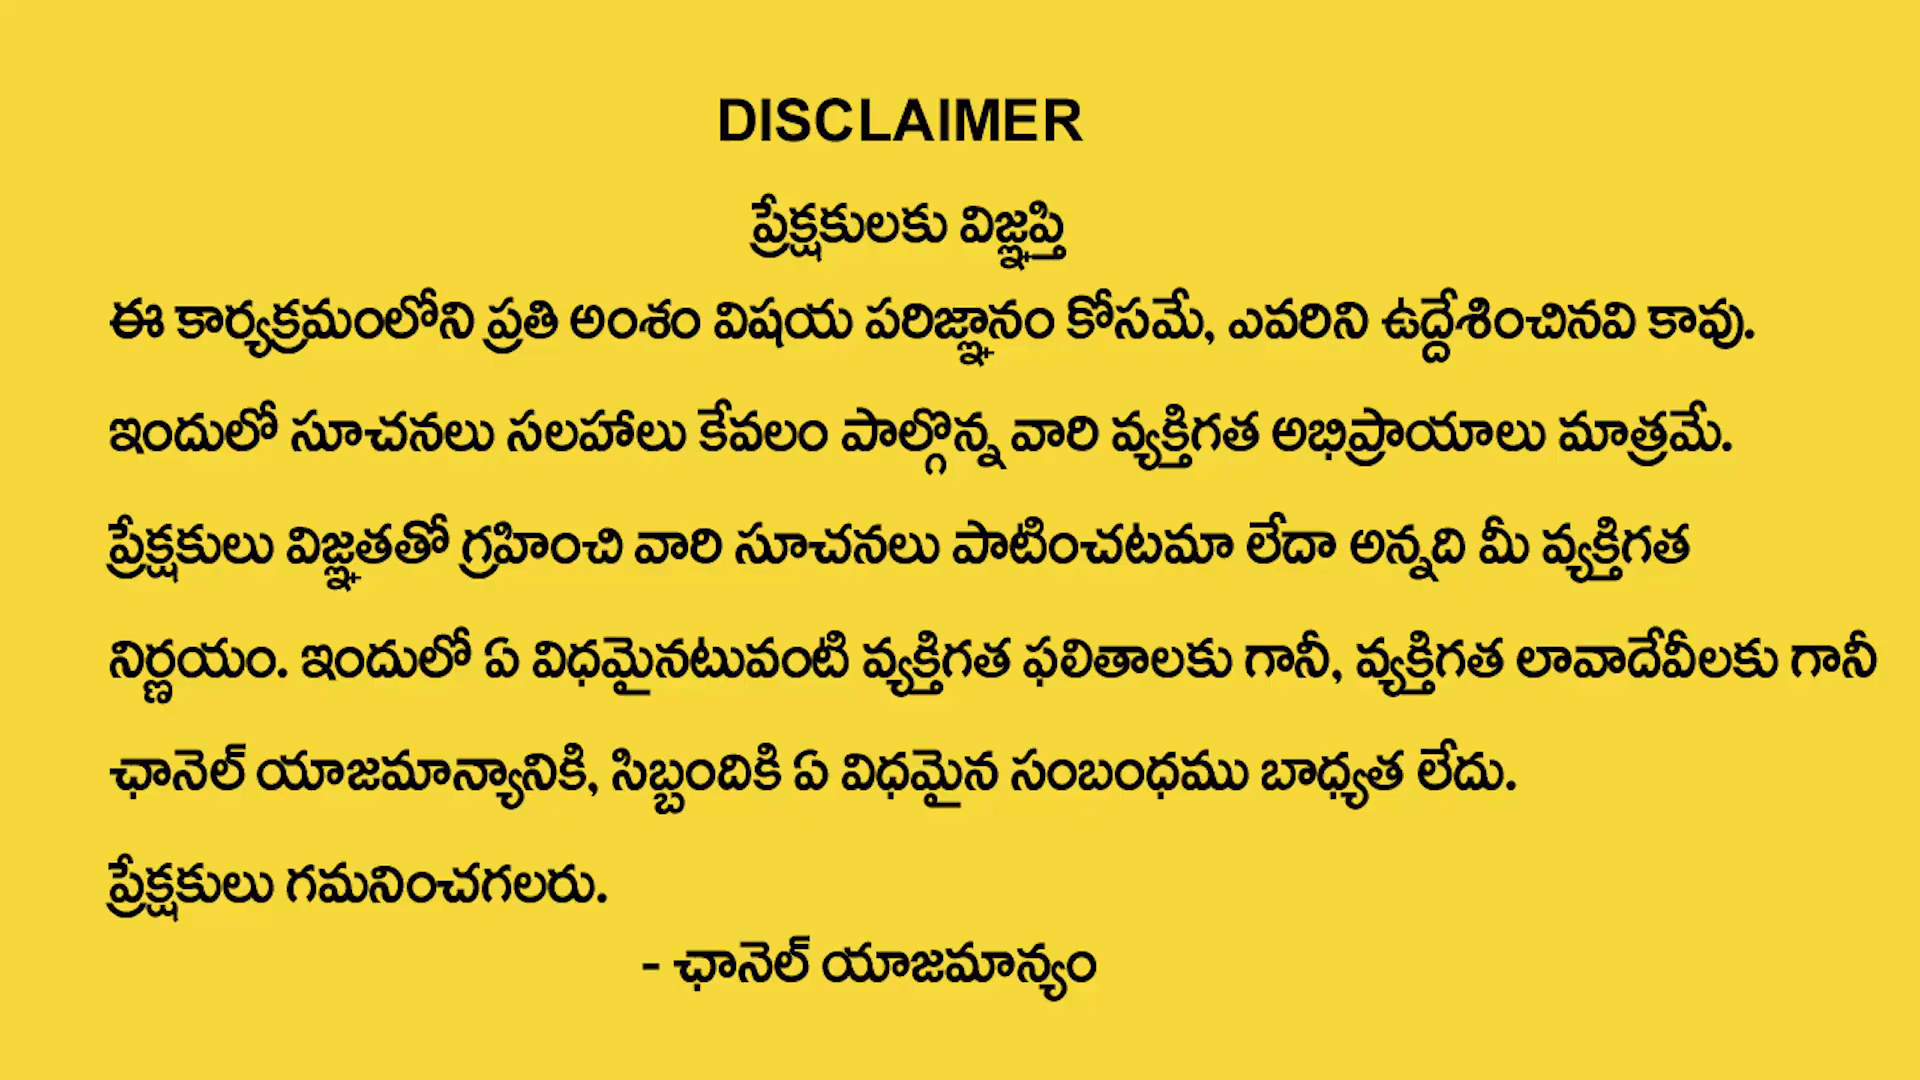 DISCLAIMER
ప్రేక్షకులకు విజ్ఞప్తి
ఈ కార్యక్రమంలోని ప్రతి అంశం విషయ పరిజ్ఞానం కోసమే, ఎవరిని ఉద్దేశించినవి కావు.
ఇందులో సూచనలు సలహాలు కేవలం పాల్గొన్న వారి వ్యక్తిగత అభిప్రాయాలు మాత్రమే.
ప్రేక్షకులు విజ్ఞతతో గ్రహించి వారి సూచనలు పాటించటమా లేదా అన్నది మీ వ్యక్తిగత
నిర్ణయం. ఇందులో ఏ విధమైనటువంటి వ్యక్తిగత ఫలితాలకు గానీ, వ్యక్తిగత లావాదేవీలకు గానీ
ఛానెల్ యాజమాన్యానికి, సిబ్బందికి ఏ విధమైన సంబంధము బాధ్యత లేదు.
ప్రేక్షకులు గమనించగలరు.
- ఛానెల్ యాజమాన్యం